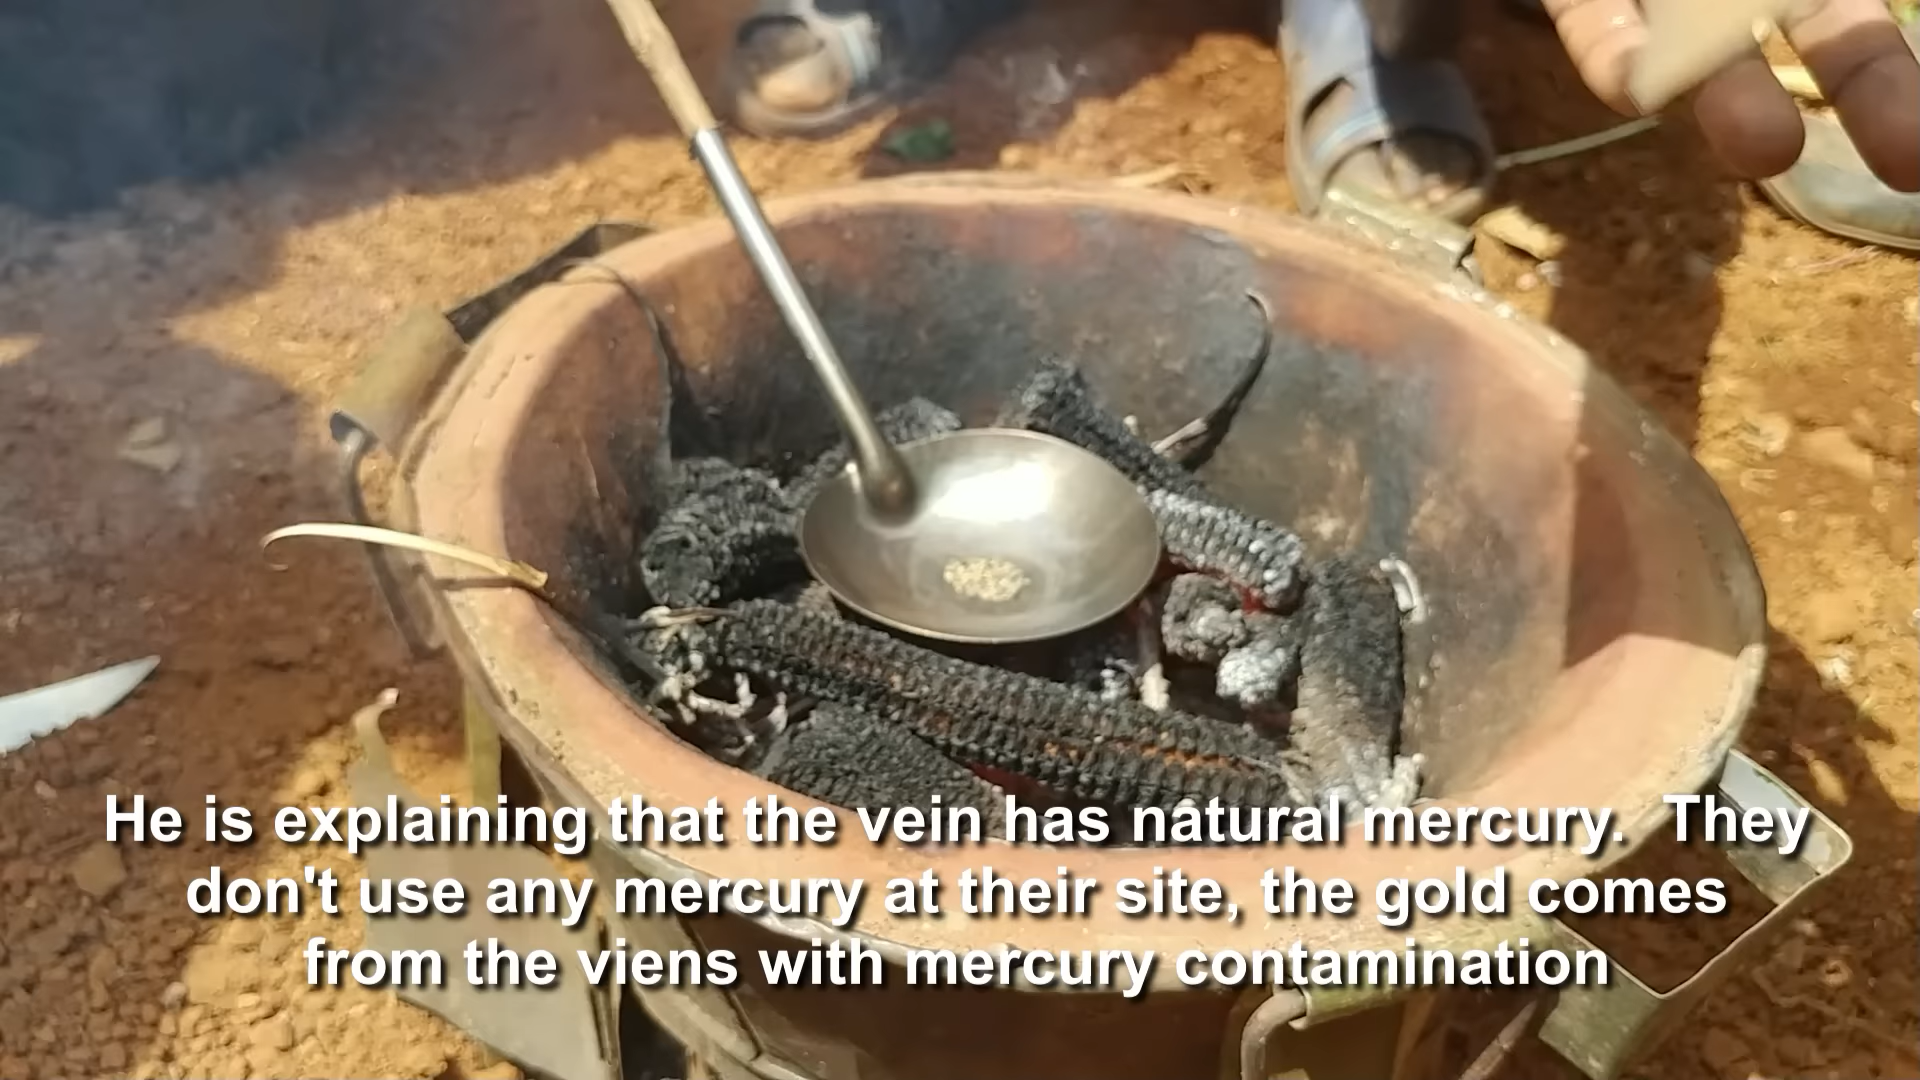 He is explaining that the vein has natural mercury.  They
don't use any mercury at their site, the gold comes
from the viens with mercury contamination